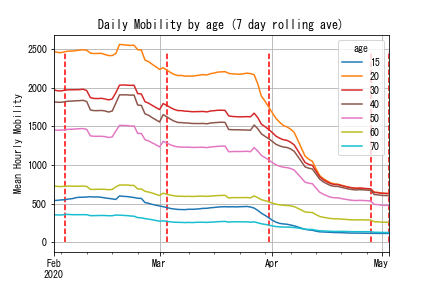 Daily Mobility by age (7 day rolling ave)
Mean Hourly Mobility
2500
2000
1500
1000
500
0
age
15
20
30
40
50
60
70
Feb
2020
Mar
Apr
May